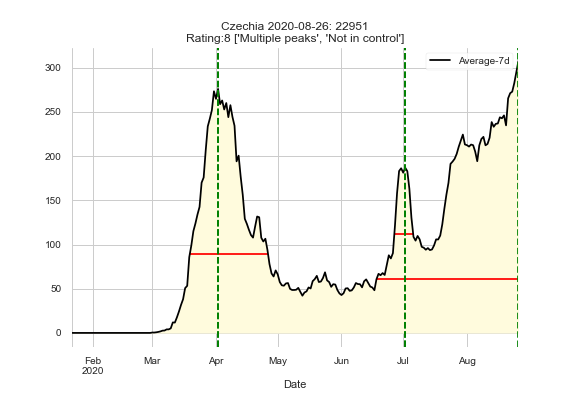 Czechia 2020-08-26: 22951
Rating:8 ['Multiple peaks', 'Not in control']
Average-7d
300
250
200
150
100
50
0
Feb
2020
Mar
Apr
May
Jun
Jul
Aug
Date